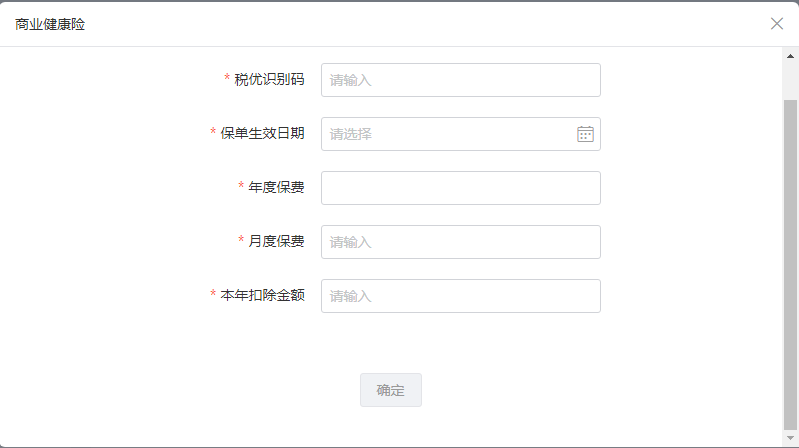 商业健康险
* 税优识别码 请输入
* 保单生效日期 请选择
* 年度保费
* 月度保费 请输入
* 本年扣除金额 请输入
确定